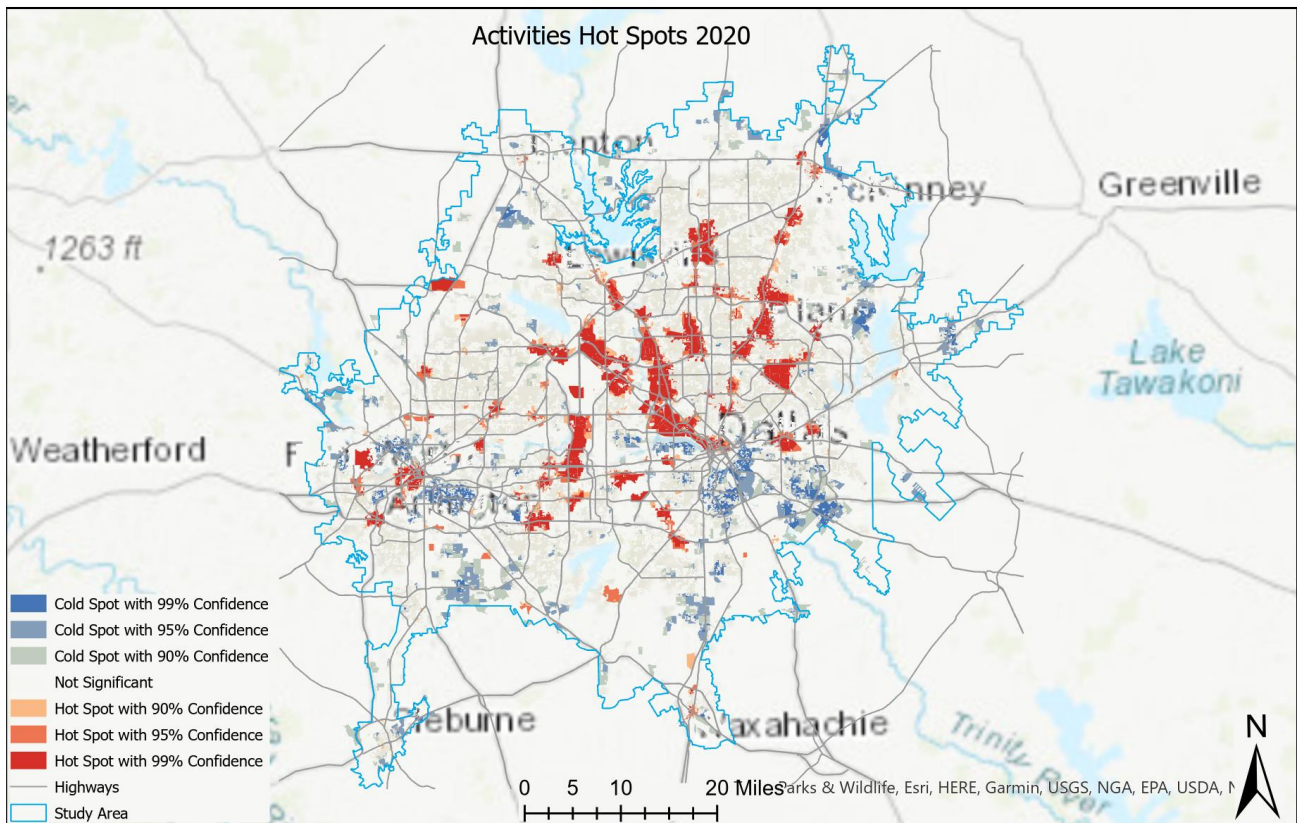 Activities Hot Spots 2020
Greenville
1263 ft
Lake
Tawakoni
Weatherford
Cold Spot with 99% Confidence
Cold Spot with 95% Confidence
Cold Spot with 90% Confidence
Not Significant
Hot Spot with 90% Confidence
Hot Spot with 95% Confidence
Hot Spot with 99% Confidence
Highways
Study Area
Trinity River
N
0 5 10 20 Miles
Parks & Wildlife, Esri, HERE, Garmin, USGS, NGA, EPA, USDA,